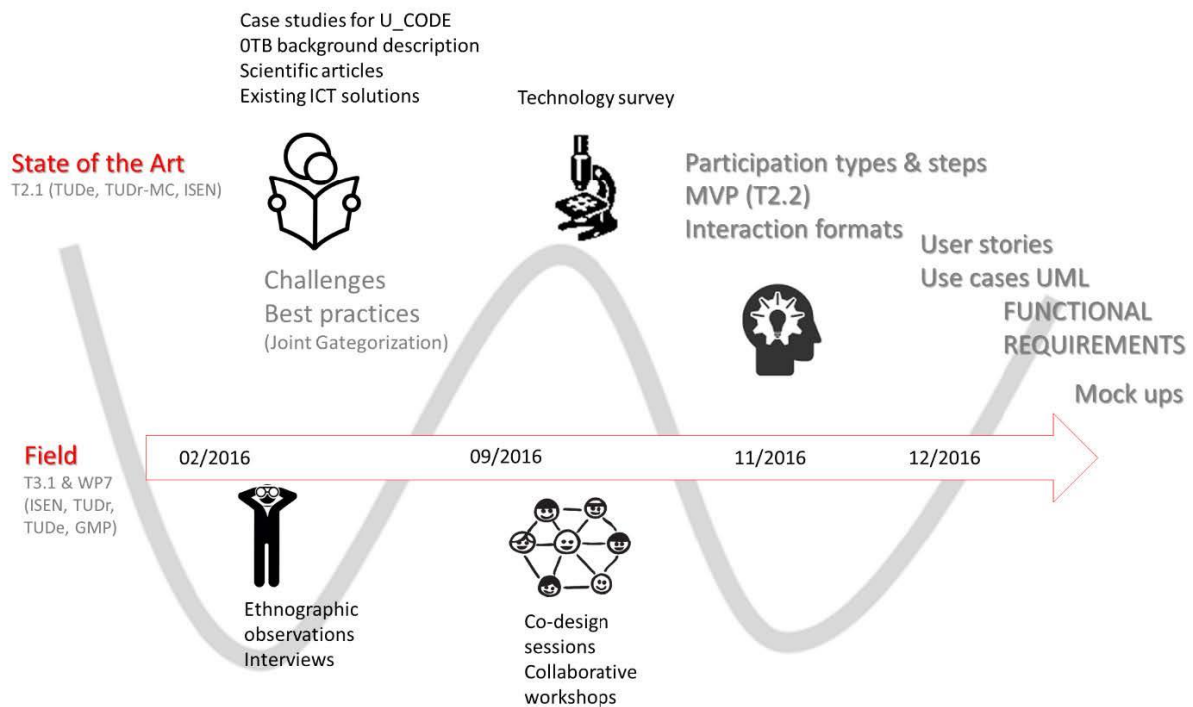 Case studies for U_CODE
0TB background description
Scientific articles
Existing ICT solutions
Technology survey
State of the Art
T2.1 (TUDe, TUDr-MC, ISEN)
Participation types & steps
MVP (T2.2)
Interaction formats
User stories
Use cases UML
FUNCTIONAL
REQUIREMENTS
Mock ups
Challenges
Best practices
(Joint Gategorization)
Field
T3.1 & WP7
(ISEN, TUDr,
TUDe, GMP)
02/2016
09/2016
11/2016
12/2016
Ethnographic
observations
Interviews
Co-design
sessions
Collaborative
workshops